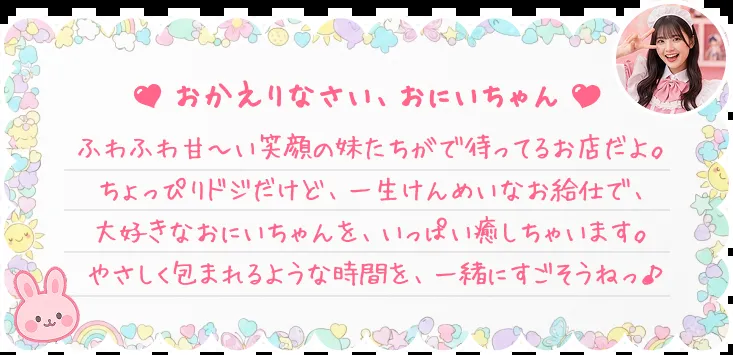 ♥ おかえりなさい、おにいちゃん ♥
ふわふわ甘〜い笑顔の妹たちがで待ってるお店だよ。
ちょっぴりドジだけど、一生けんめいなお給仕で、
大好きなおにいちゃんを、いっぱい癒しちゃいます。
やさしく包まれるような時間を、一緒にすごそうねっ♪